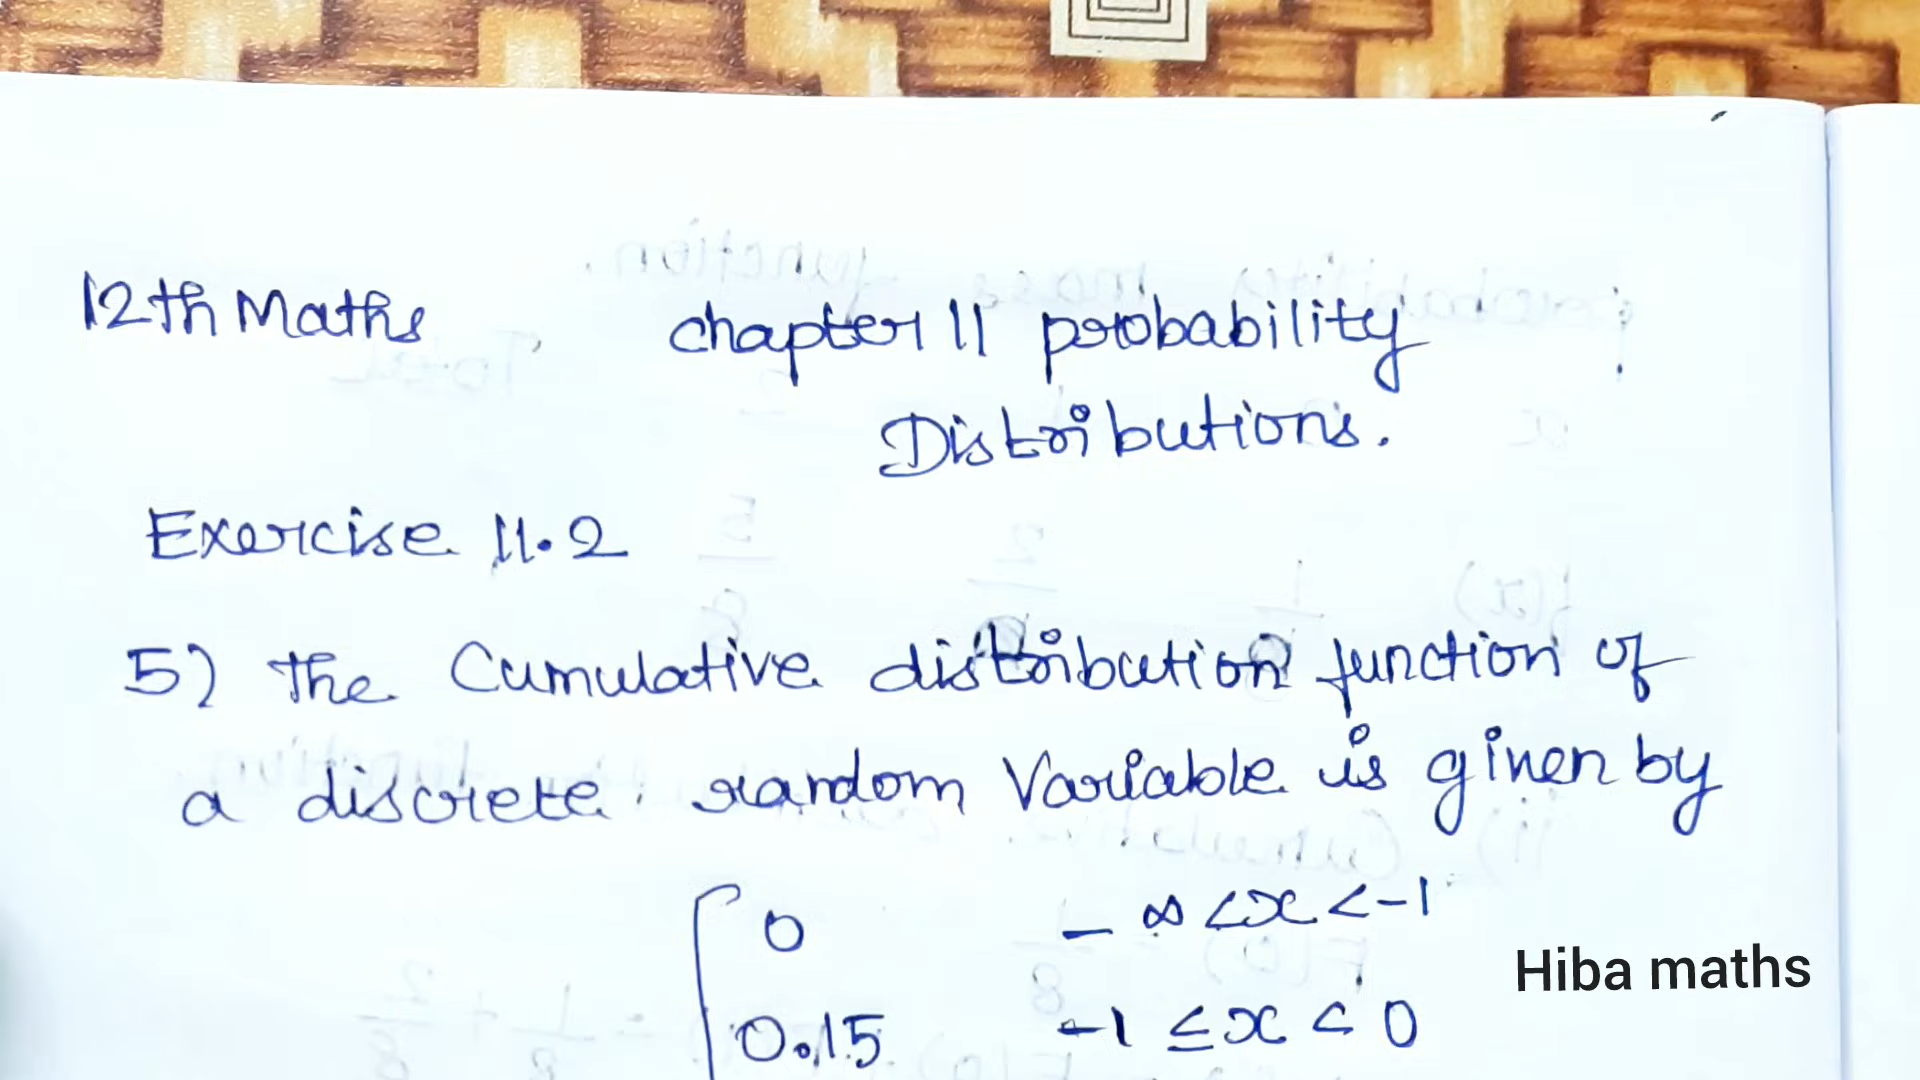 12th Maths chapter 11 probability
Distributions.
Exercise 11.2
5) The Cumulative distribution function of
a discrete random Variable is given by
0 - ∞ <x< -1
Hiba maths
0.15 -1 ≤ x < 0